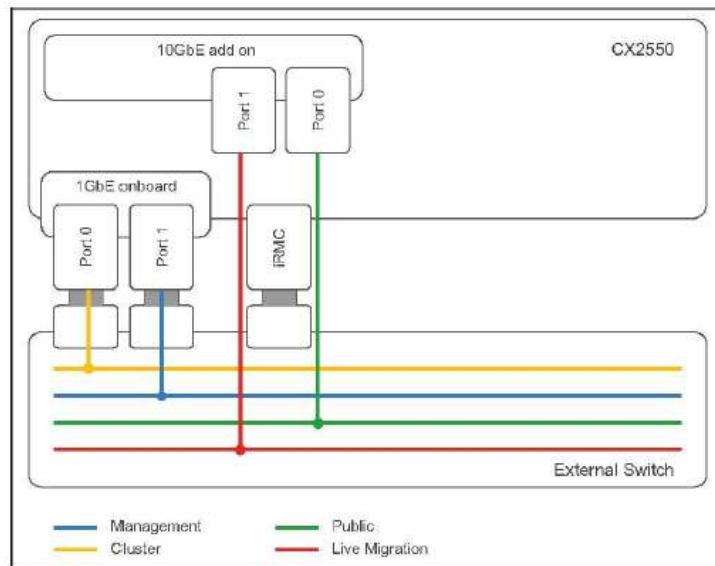 10GbE add on
CX2550
Port 1
Port 0
1GbE onboard
Port 0
Port 1
iRMC
External Switch
Management
Public
Cluster
Live Migration